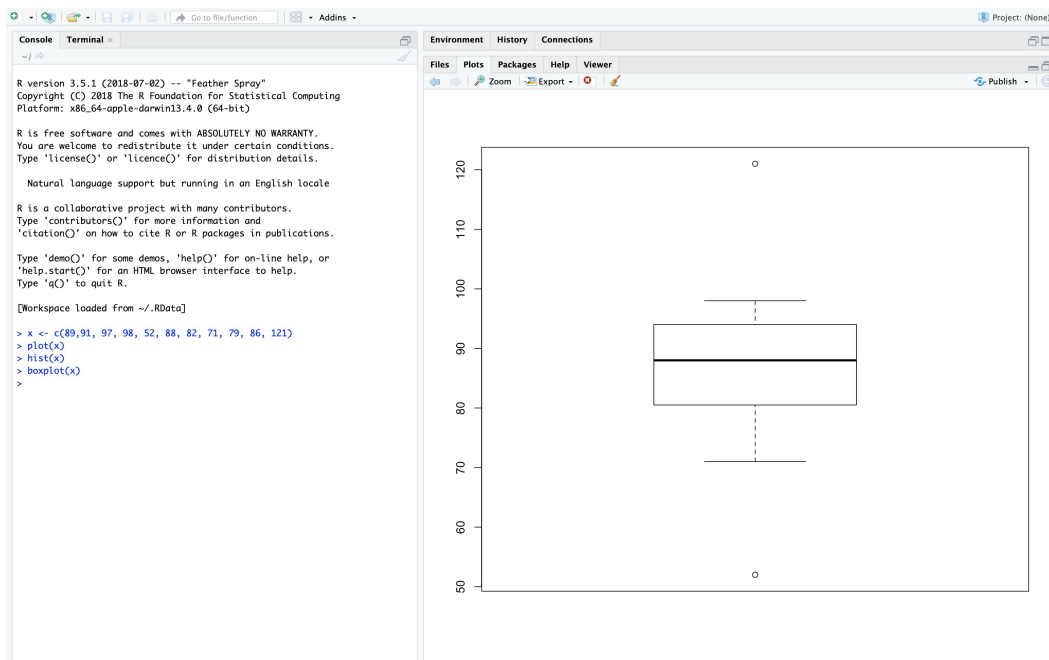 Go to file/function
Addins
Project: (None)
Console Terminal
~/
R version 3.5.1 (2018-07-02) -- "Feather Spray"
Copyright (C) 2018 The R Foundation for Statistical Computing
Platform: x86_64-apple-darwin13.4.0 (64-bit)
R is free software and comes with ABSOLUTELY NO WARRANTY.
You are welcome to redistribute it under certain conditions.
Type 'license()' or 'licence()' for distribution details.
Natural language support but running in an English locale
R is a collaborative project with many contributors.
Type 'contributors()' for more information and
'citation()' on how to cite R or R packages in publications.
Type 'demo()' for some demos, 'help()' for on-line help, or
'help.start()' for an HTML browser interface to help.
Type 'q()' to quit R.
[Workspace loaded from ~/.RData]
> x <- c(89,91, 97, 98, 52, 88, 82, 71, 79, 86, 121)
> plot(x)
> hist(x)
> boxplot(x)
>
Environment History Connections
Files Plots Packages Help Viewer
Zoom Export Publish
120
110
100
90
80
70
60
50